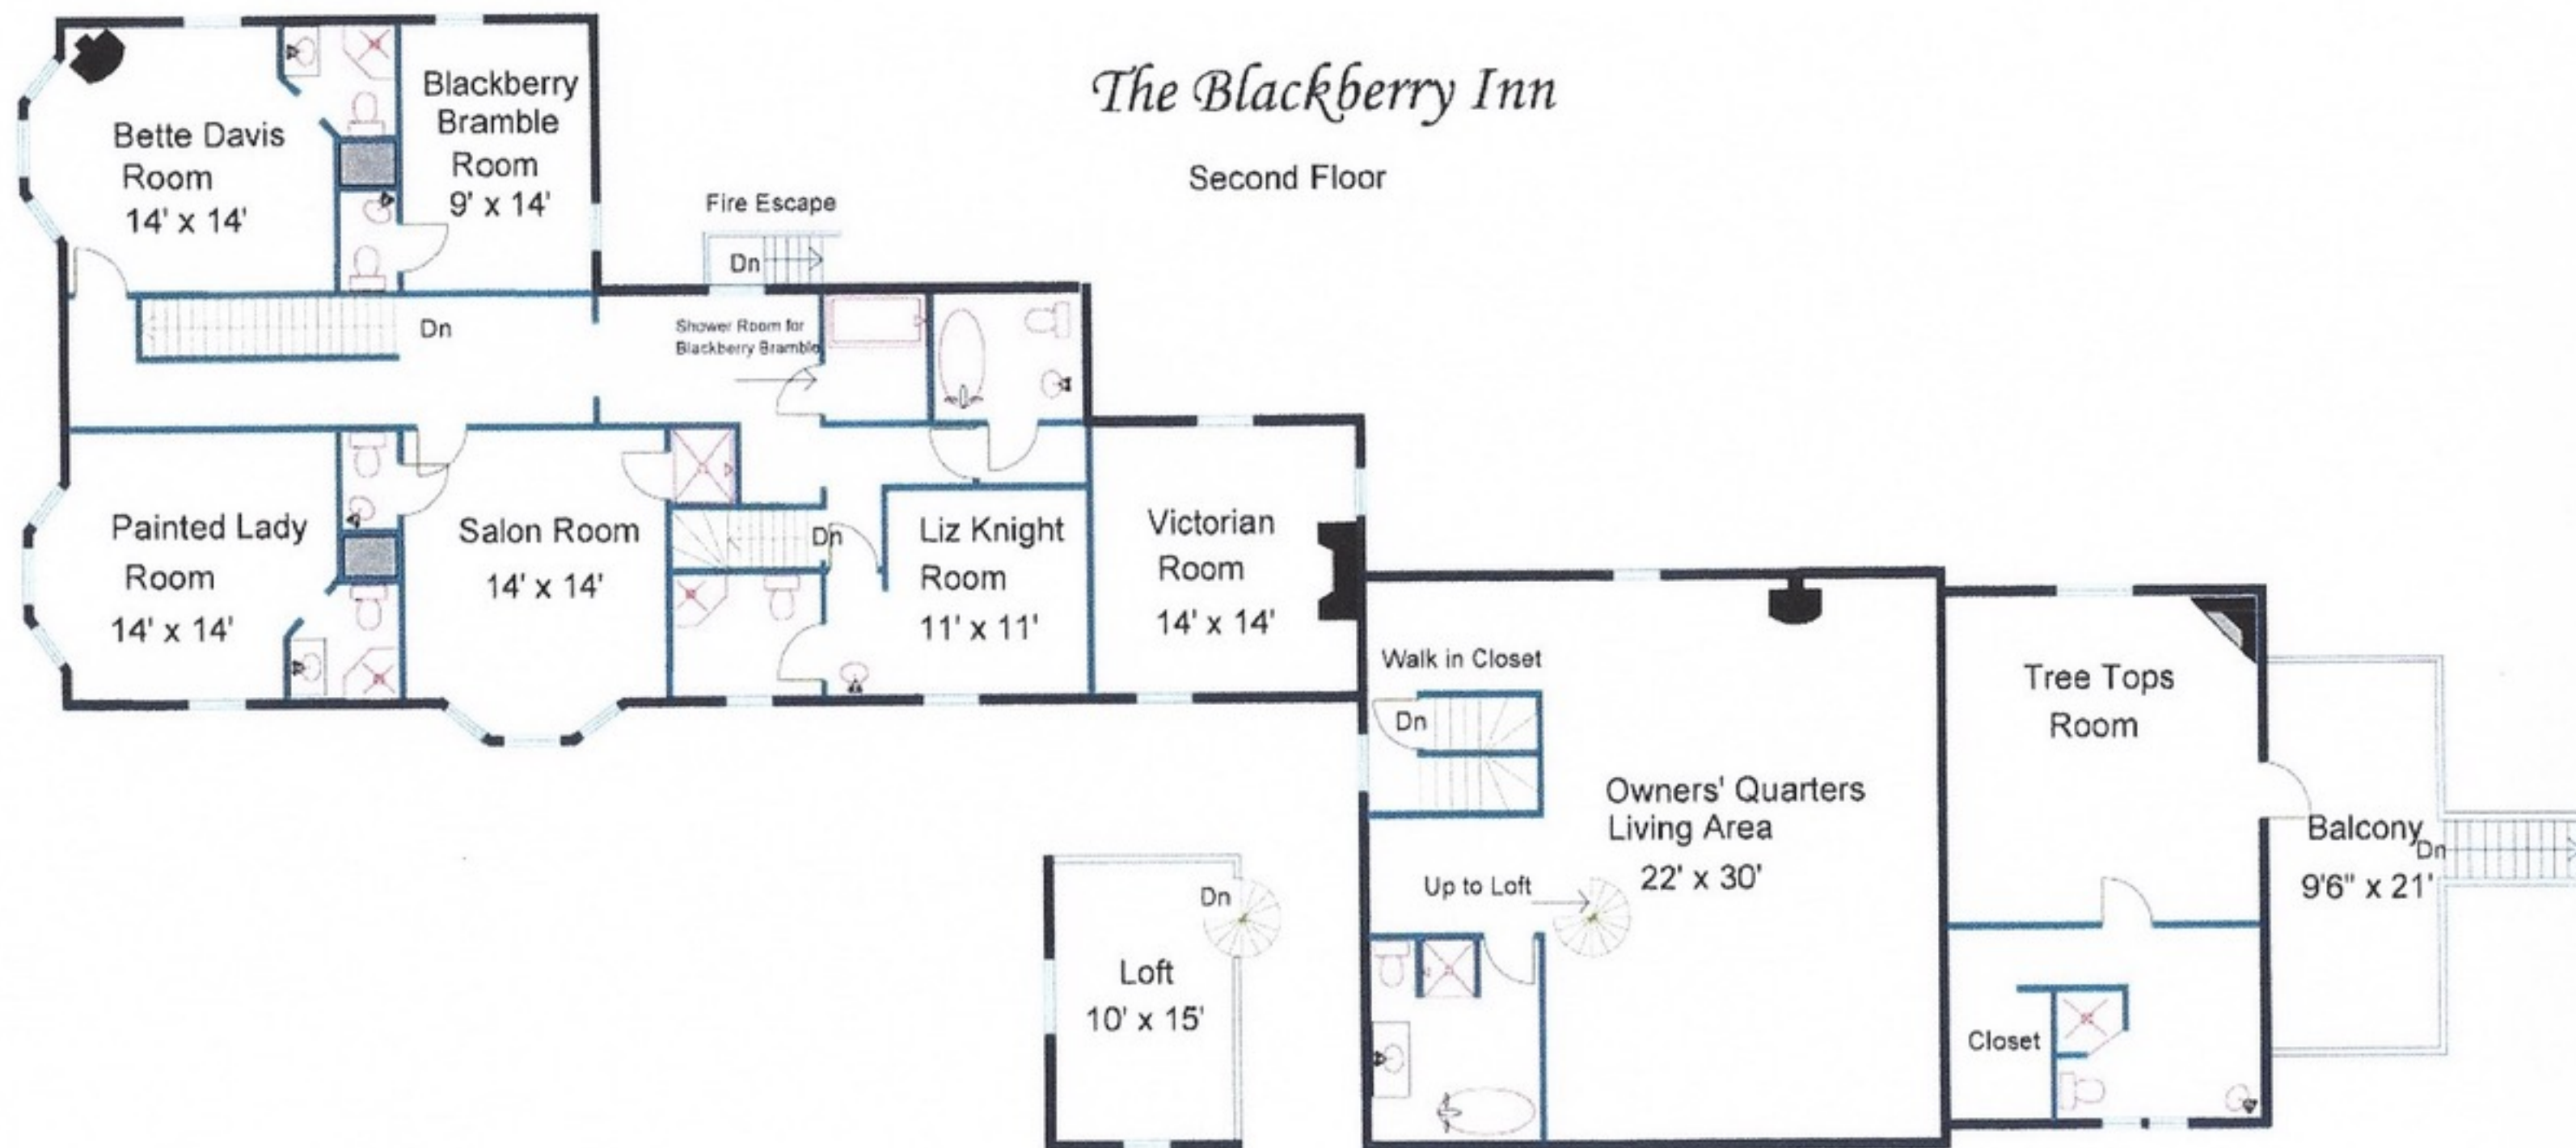 The Blackberry Inn
Second Floor
Bette Davis
Room
14' x 14'
Blackberry
Bramble
Room
9' x 14'
Fire Escape
Dn
Dn
Shower Room for
Blackberry Bramble
Painted Lady
Room
14' x 14'
Salon Room
14' x 14'
Dn
Liz Knight
Room
11' x 11'
Victorian
Room
14' x 14'
Walk in Closet
Dn
Owners' Quarters
Living Area
22' x 30'
Up to Loft
Tree Tops
Room
Balcony
Dn
9'6" x 21'
Closet
Dn
Loft
10' x 15'